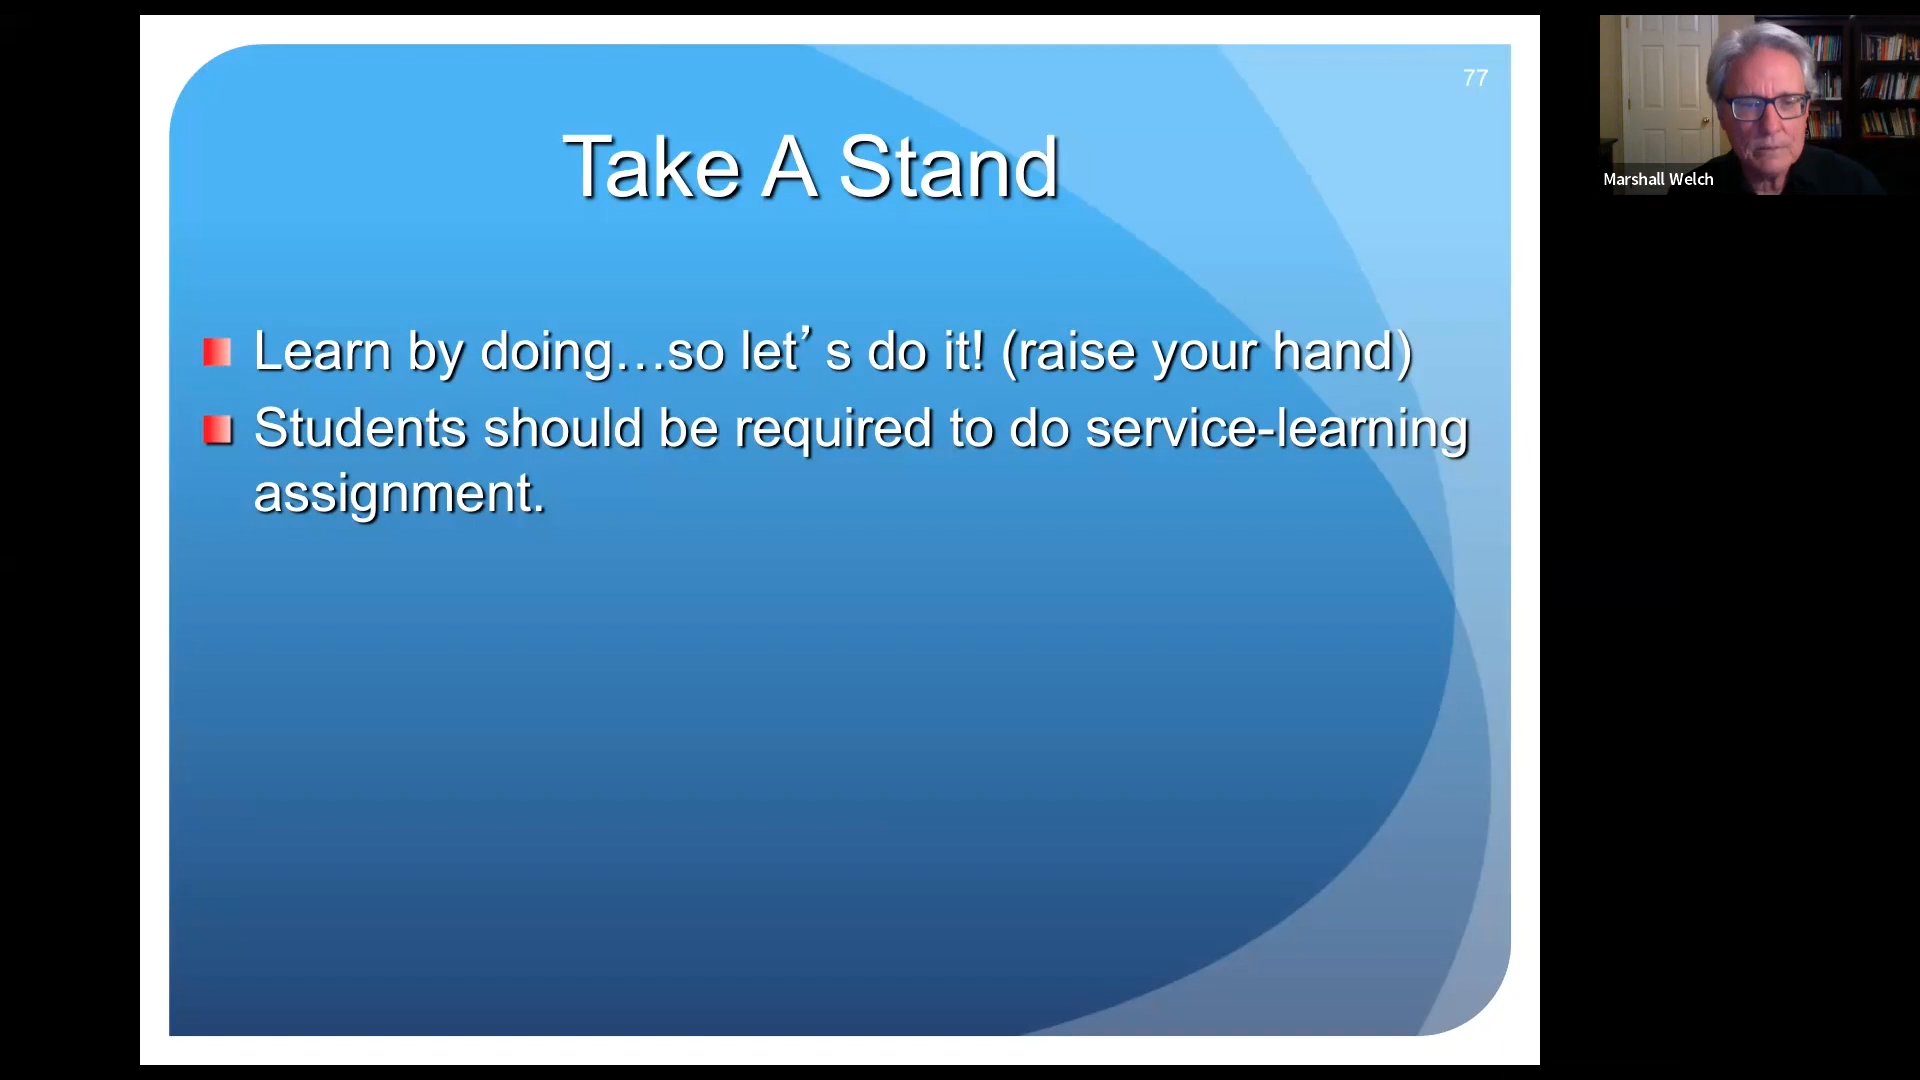 77
Take A Stand
Learn by doing…so let’s do it! (raise your hand)
Students should be required to do service-learning
assignment.
Marshall Welch